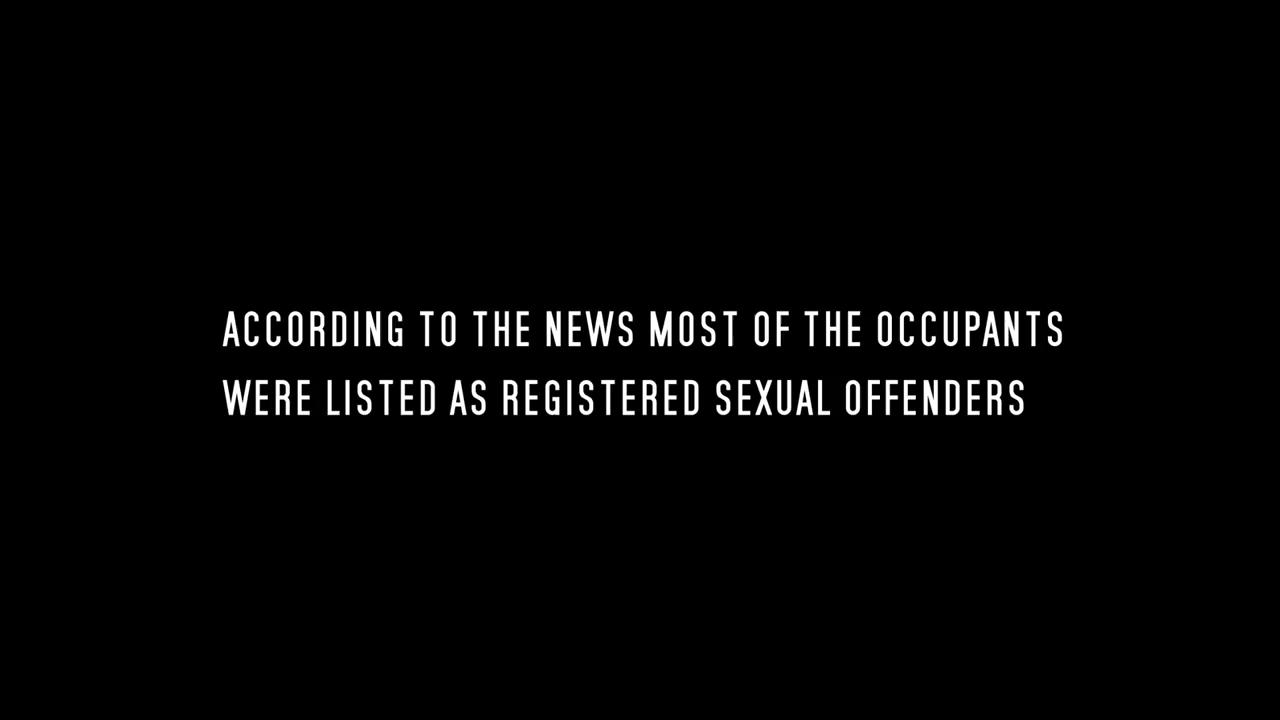 ACCORDING TO THE NEWS MOST OF THE OCCUPANTS
WERE LISTED AS REGISTERED SEXUAL OFFENDERS